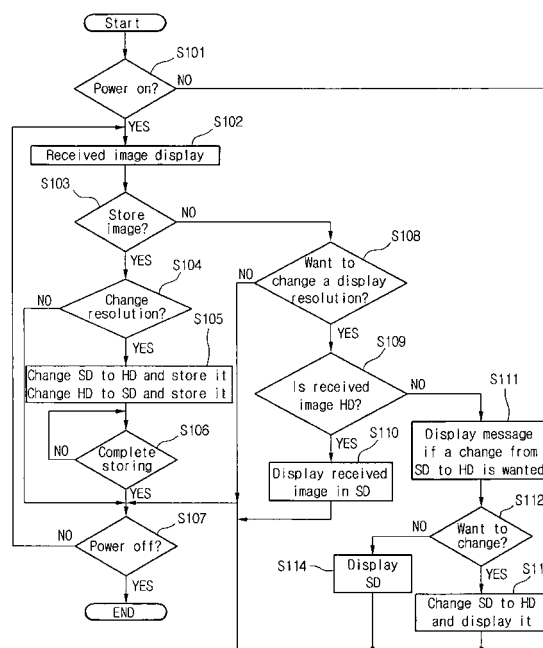 Start
S101
Power on?
NO
YES
S102
Received image display
S103
Store
image?
NO
YES
S104
Change
resolution?
NO
YES
S105
Change SD to HD and store it
Change HD to SD and store it
S106
Complete
storing
NO
YES
S107
Power off?
NO
YES
END
S108
Want to
change a display
resolution?
NO
YES
S109
Is received
image HD?
NO
YES
S110
Display received
image in SD
S111
Display message
if a change from
SD to HD is wanted
S112
Want to
change?
NO
YES
S114
Display
SD
S11
Change SD to HD
and display it